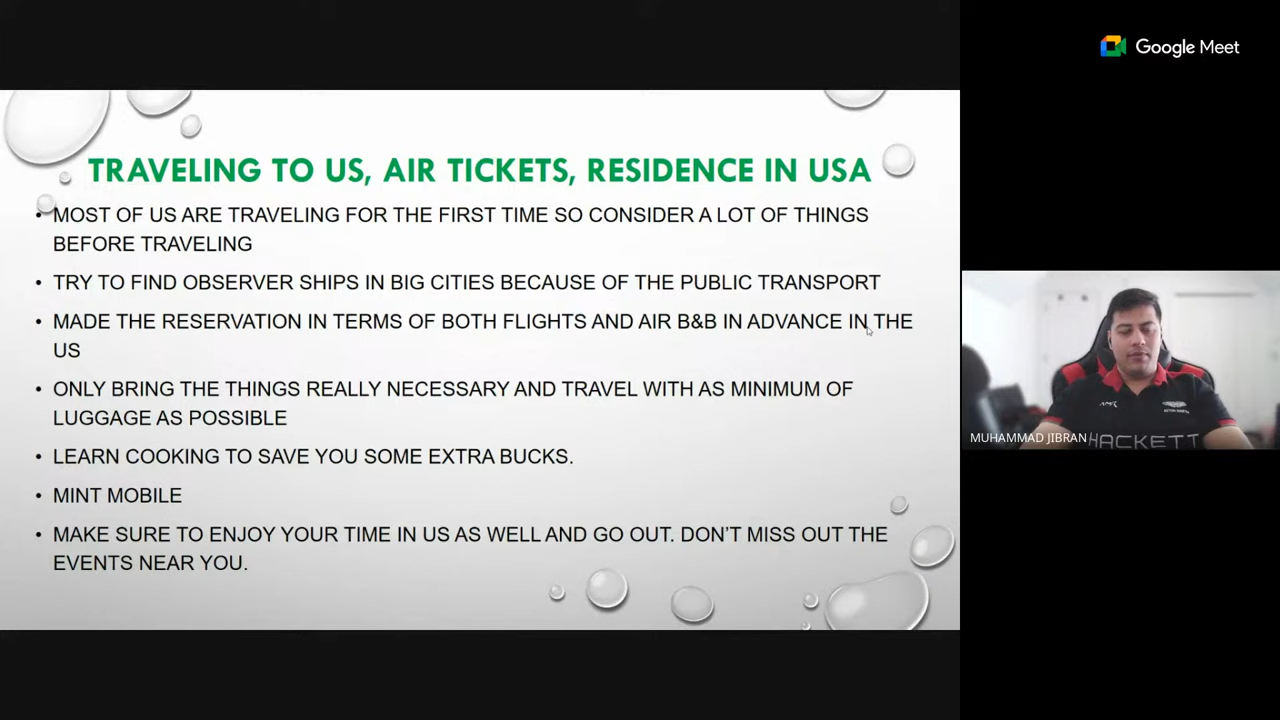 Google Meet
TRAVELING TO US, AIR TICKETS, RESIDENCE IN USA
• MOST OF US ARE TRAVELING FOR THE FIRST TIME SO CONSIDER A LOT OF THINGS
BEFORE TRAVELING
• TRY TO FIND OBSERVER SHIPS IN BIG CITIES BECAUSE OF THE PUBLIC TRANSPORT
• MADE THE RESERVATION IN TERMS OF BOTH FLIGHTS AND AIR B&B IN ADVANCE IN THE
US
• ONLY BRING THE THINGS REALLY NECESSARY AND TRAVEL WITH AS MINIMUM OF
LUGGAGE AS POSSIBLE
• LEARN COOKING TO SAVE YOU SOME EXTRA BUCKS.
• MINT MOBILE
• MAKE SURE TO ENJOY YOUR TIME IN US AS WELL AND GO OUT. DON'T MISS OUT THE
EVENTS NEAR YOU.
MUHAMMAD JIBRAN
HACKETT